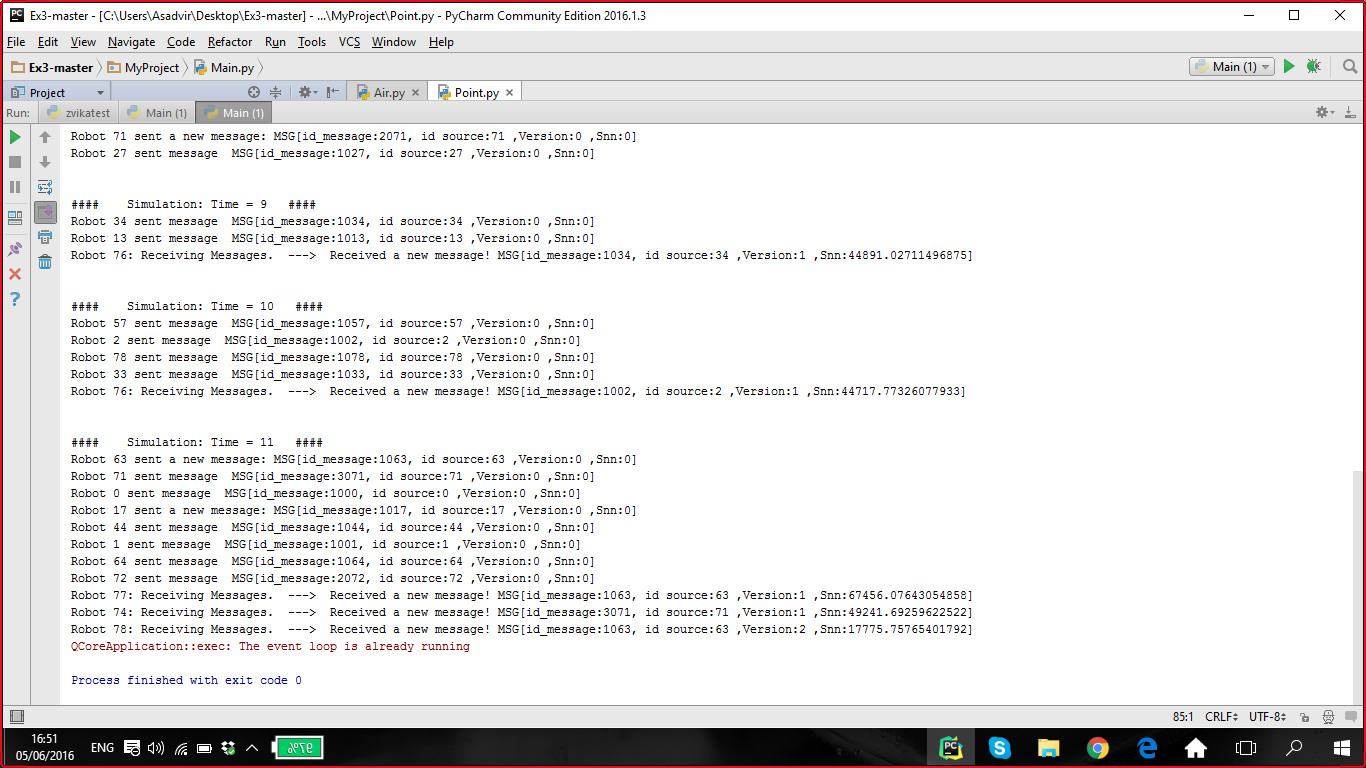 Ex3-master - [C:\Users\Asadvir\Desktop\Ex3-master] - ...\MyProject\Point.py - PyCharm Community Edition 2016.1.3
File Edit View Navigate Code Refactor Run Tools VCS Window Help
Ex3-master MyProject Main.py Main (1)
Project Air.py Point.py
Run: zvikatest Main (1) Main (1)
Robot 71 sent a new message: MSG[id_message:2071, id source:71 ,Version:0 ,Snn:0]
Robot 27 sent message  MSG[id_message:1027, id source:27 ,Version:0 ,Snn:0]
####    Simulation: Time = 9   ####
Robot 34 sent message  MSG[id_message:1034, id source:34 ,Version:0 ,Snn:0]
Robot 13 sent message  MSG[id_message:1013, id source:13 ,Version:0 ,Snn:0]
Robot 76: Receiving Messages.  --->  Received a new message! MSG[id_message:1034, id source:34 ,Version:1 ,Snn:44891.02711496875]
####    Simulation: Time = 10   ####
Robot 57 sent message  MSG[id_message:1057, id source:57 ,Version:0 ,Snn:0]
Robot 2 sent message  MSG[id_message:1002, id source:2 ,Version:0 ,Snn:0]
Robot 78 sent message  MSG[id_message:1078, id source:78 ,Version:0 ,Snn:0]
Robot 33 sent message  MSG[id_message:1033, id source:33 ,Version:0 ,Snn:0]
Robot 76: Receiving Messages.  --->  Received a new message! MSG[id_message:1002, id source:2 ,Version:1 ,Snn:44717.77326077933]
####    Simulation: Time = 11   ####
Robot 63 sent a new message: MSG[id_message:1063, id source:63 ,Version:0 ,Snn:0]
Robot 71 sent message  MSG[id_message:3071, id source:71 ,Version:0 ,Snn:0]
Robot 0 sent message  MSG[id_message:1000, id source:0 ,Version:0 ,Snn:0]
Robot 17 sent a new message: MSG[id_message:1017, id source:17 ,Version:0 ,Snn:0]
Robot 44 sent message  MSG[id_message:1044, id source:44 ,Version:0 ,Snn:0]
Robot 1 sent message  MSG[id_message:1001, id source:1 ,Version:0 ,Snn:0]
Robot 64 sent message  MSG[id_message:1064, id source:64 ,Version:0 ,Snn:0]
Robot 72 sent message  MSG[id_message:2072, id source:72 ,Version:0 ,Snn:0]
Robot 77: Receiving Messages.  --->  Received a new message! MSG[id_message:1063, id source:63 ,Version:1 ,Snn:67456.07643054858]
Robot 74: Receiving Messages.  --->  Received a new message! MSG[id_message:3071, id source:71 ,Version:1 ,Snn:49241.69259622522]
Robot 78: Receiving Messages.  --->  Received a new message! MSG[id_message:1063, id source:63 ,Version:2 ,Snn:17775.75765401792]
QCoreApplication::exec: The event loop is already running
Process finished with exit code 0
85:1 CRLF UTF-8
16:51
05/06/2016
ENG 97%